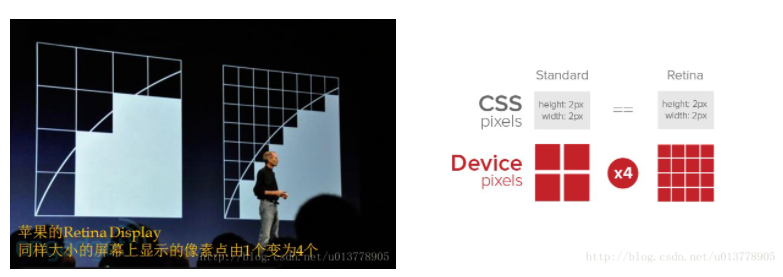 苹果的Retina Display
同样大小的屏幕上显示的像素点由1个变为4个
http://blog.csdn.net/u013778905
Standard
Retina
CSS
pixels
height: 2px
width: 2px
==
height: 2px
width: 2px
Device
pixels
x4
http://blog.csdn.net/u013778905